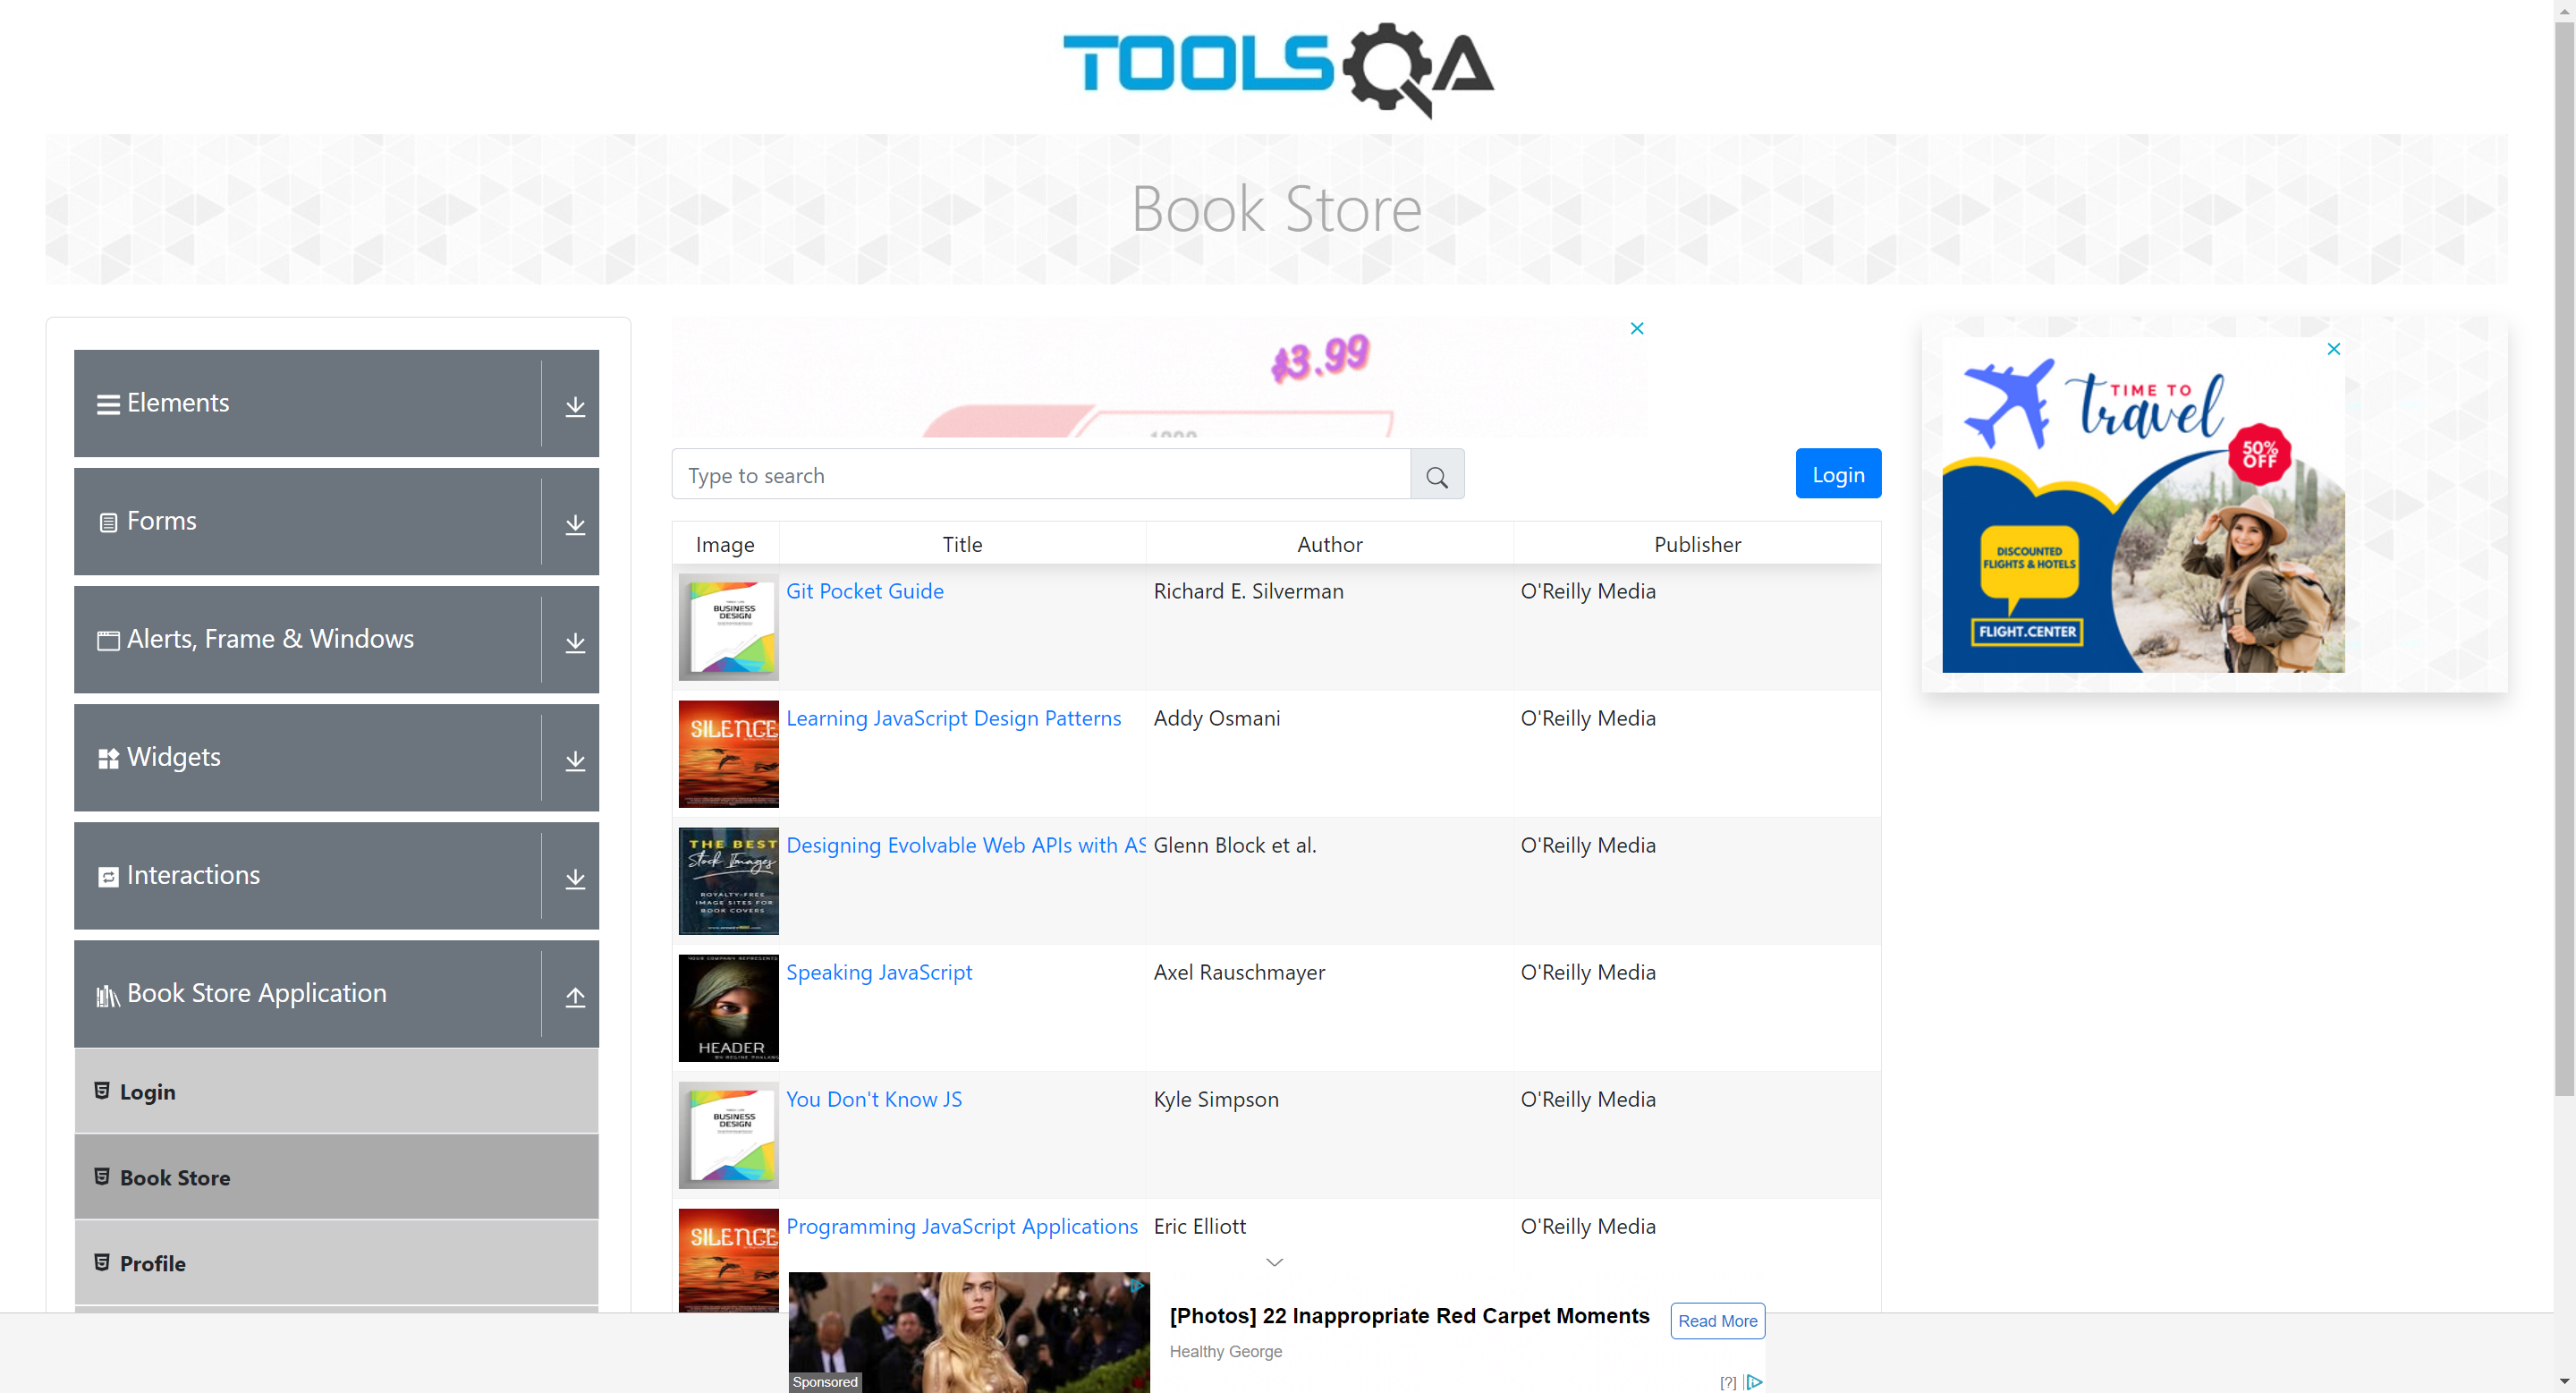 TOOLSQA
Book Store
Elements
Forms
Alerts, Frame & Windows
Widgets
Interactions
Book Store Application
Login
Book Store
Profile
$3.99
1000
Type to search
Login
Image Title Author Publisher
BUSINESS
DESIGN
Git Pocket Guide Richard E. Silverman O'Reilly Media
SILENCE
Learning JavaScript Design Patterns Addy Osmani O'Reilly Media
THE BEST
Stock Images
ROYALTY-FREE
IMAGE SITES FOR
BOOK COVERS
Designing Evolvable Web APIs with AS Glenn Block et al. O'Reilly Media
YOUR COMPANY REPRESENTS
HEADER
Speaking JavaScript Axel Rauschmayer O'Reilly Media
BUSINESS
DESIGN
You Don't Know JS Kyle Simpson O'Reilly Media
SILENCE
Programming JavaScript Applications Eric Elliott O'Reilly Media
TIME TO
travel
50%
OFF
DISCOUNTED
FLIGHTS & HOTELS
FLIGHT.CENTER
[Photos] 22 Inappropriate Red Carpet Moments
Healthy George
Read More
Sponsored
[?]